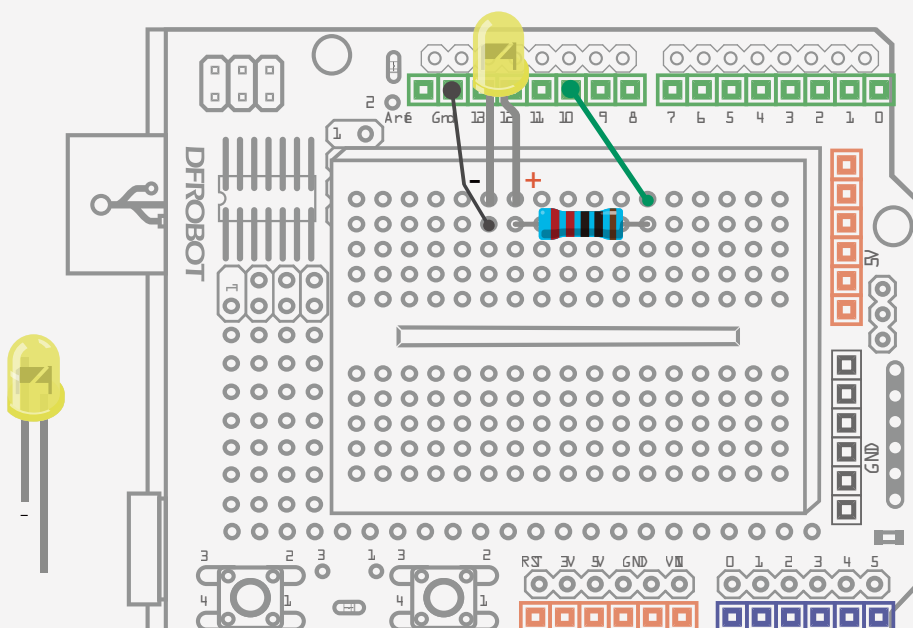 2
Gnd 13 12 11 10 9 8 7 6 5 4 3 2 1 0
1
DFROBOT
-
+
5V
1
GND
-
3 2 3 1 3 2
RST 3V 5V GND VIN 0 1 2 3 4 5
4 1 4 1